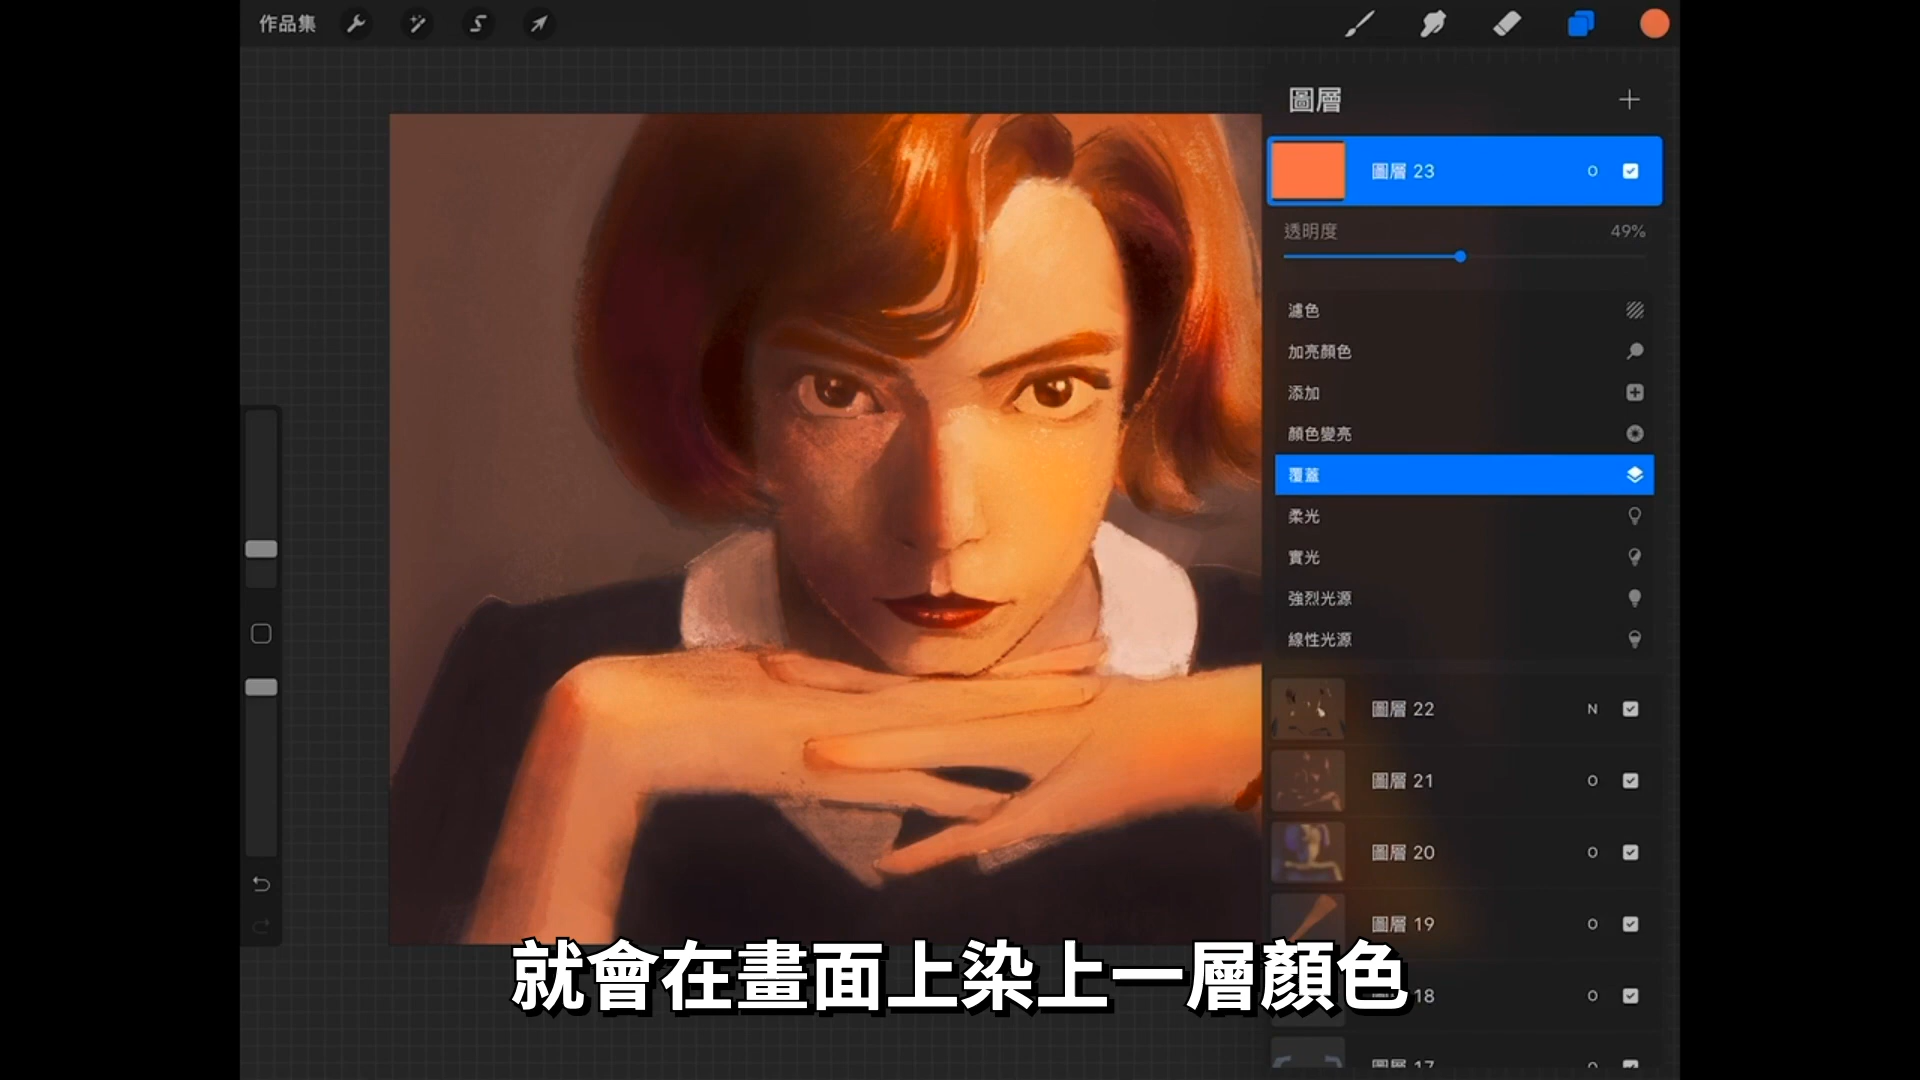 作品集
圖層
圖層 23 O
透明度 49%
濾色
加亮顏色
添加
顏色變亮
覆蓋
柔光
實光
強烈光源
線性光源
圖層 22 N
圖層 21 O
圖層 20 O
圖層 19 O
18 O
圖層 17
就會在畫面上染上一層顏色